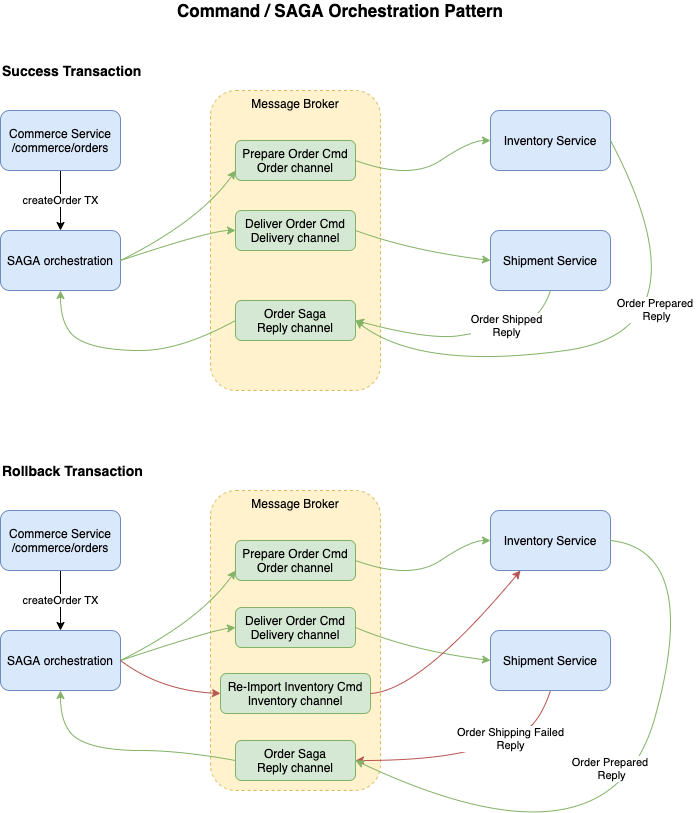 Command / SAGA Orchestration Pattern
Success Transaction
Message Broker
Commerce Service
/commerce/orders
Prepare Order Cmd
Order channel
Inventory Service
createOrder TX
Deliver Order Cmd
Delivery channel
SAGA orchestration
Shipment Service
Order Saga
Reply channel
Order Shipped
Reply
Order Prepared
Reply
Rollback Transaction
Message Broker
Commerce Service
/commerce/orders
Prepare Order Cmd
Order channel
Inventory Service
createOrder TX
Deliver Order Cmd
Delivery channel
SAGA orchestration
Shipment Service
Re-Import Inventory Cmd
Inventory channel
Order Shipping Failed
Reply
Order Saga
Reply channel
Order Prepared
Reply